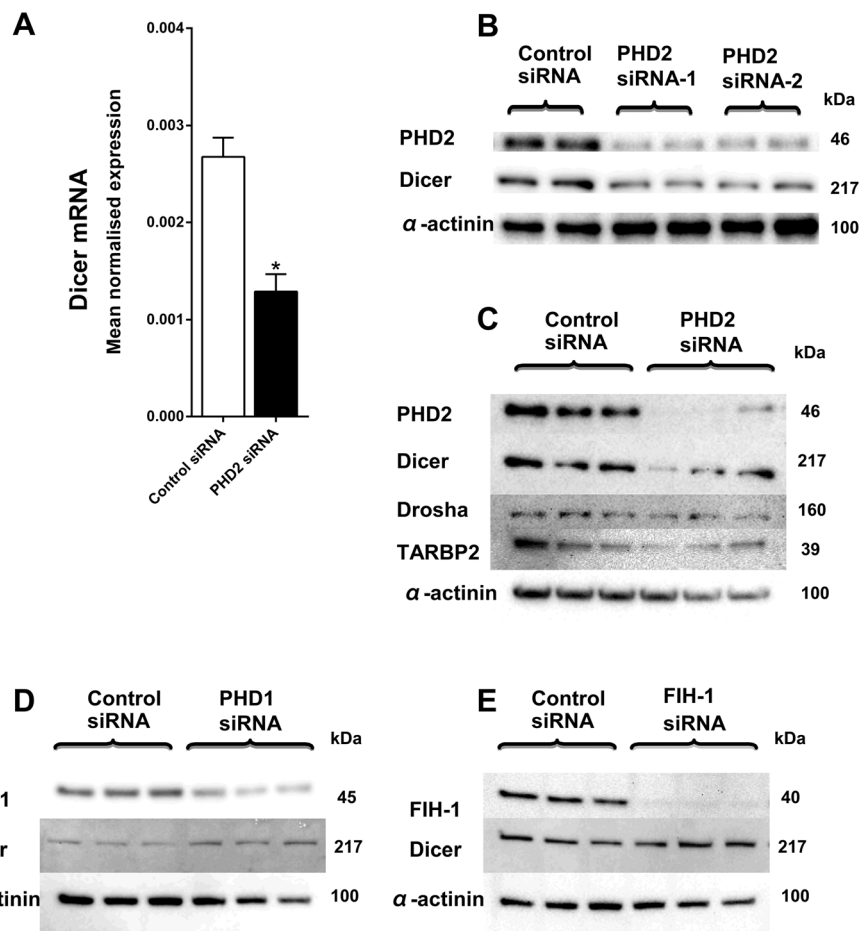 A
0.004
0.003
0.002
0.001
0.000
Dicer mRNA
Mean normalised expression
*
Control siRNA
PHD2 siRNA
B
Control
siRNA
PHD2
siRNA-1
PHD2
siRNA-2
kDa
PHD2
46
Dicer
217
α-actinin
100
C
Control
siRNA
PHD2
siRNA
kDa
PHD2
46
Dicer
217
Drosha
160
TARBP2
39
α-actinin
100
D
Control
siRNA
PHD1
siRNA
kDa
1
45
r
217
tinin
100
E
Control
siRNA
FIH-1
siRNA
kDa
FIH-1
40
Dicer
217
α-actinin
100